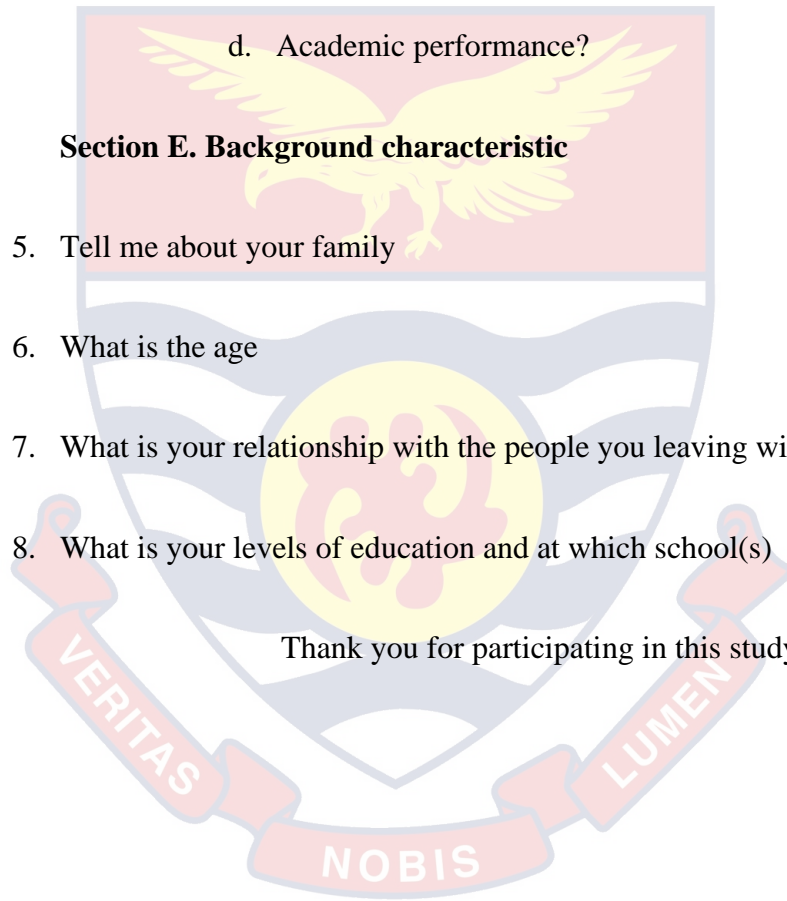 d. Academic performance?
Section E. Background characteristic
5. Tell me about your family
6. What is the age
7. What is your relationship with the people you leaving wi
8. What is your levels of education and at which school(s)
Thank you for participating in this study
VERITAS
NOBIS
LUMEN